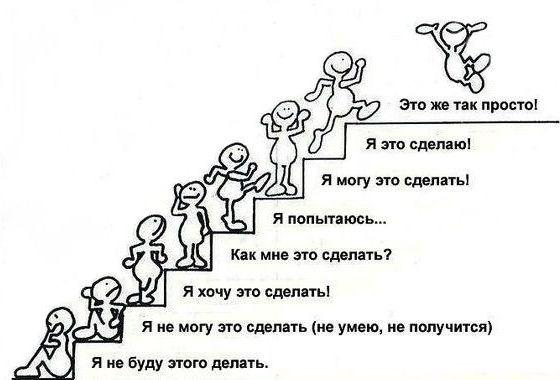 Это же так просто!
Я это сделаю!
Я могу это сделать!
Я попытаюсь...
Как мне это сделать?
Я хочу это сделать!
Я не могу это сделать (не умею, не получится)
Я не буду этого делать.